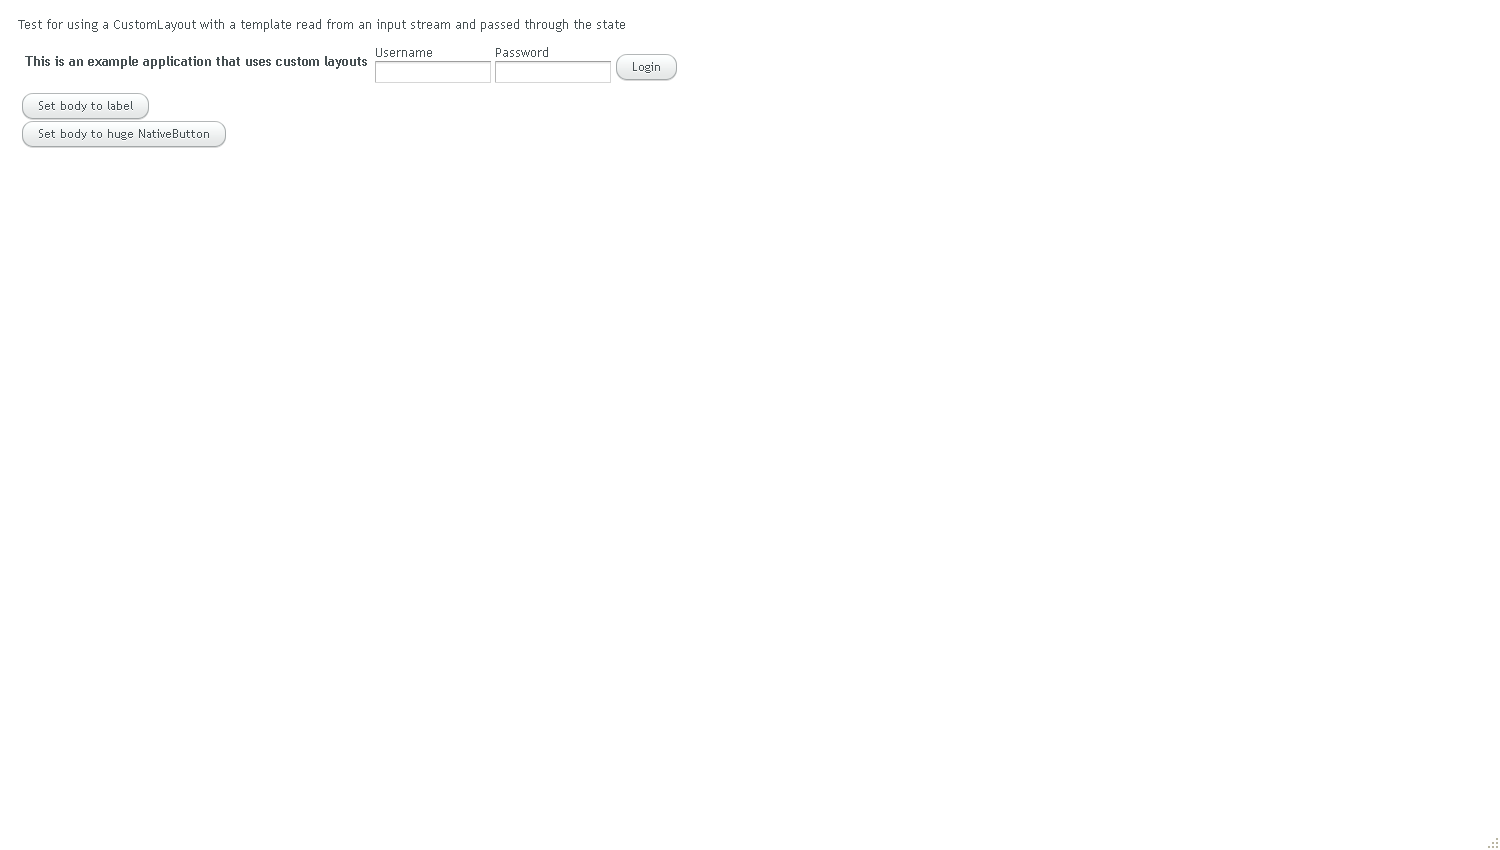 Test for using a CustomLayout with a template read from an input stream and passed through the state
This is an example application that uses custom layouts
Username
Password
Login
Set body to label
Set body to huge NativeButton